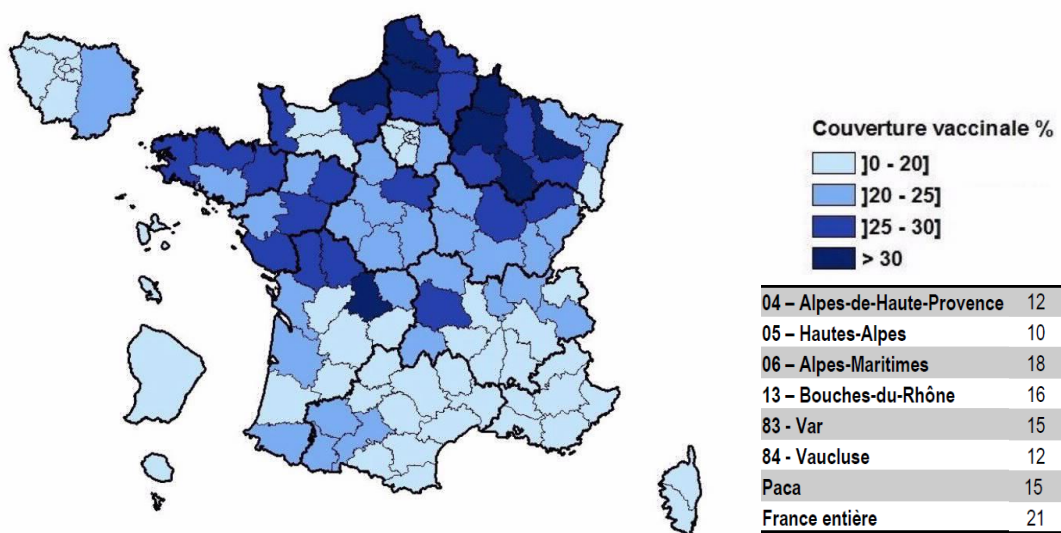 Couverture vaccinale %
]0 - 20]
]20 - 25]
]25 - 30]
> 30
04 – Alpes-de-Haute-Provence 12
05 – Hautes-Alpes 10
06 – Alpes-Maritimes 18
13 – Bouches-du-Rhône 16
83 - Var 15
84 - Vaucluse 12
Paca 15
France entière 21